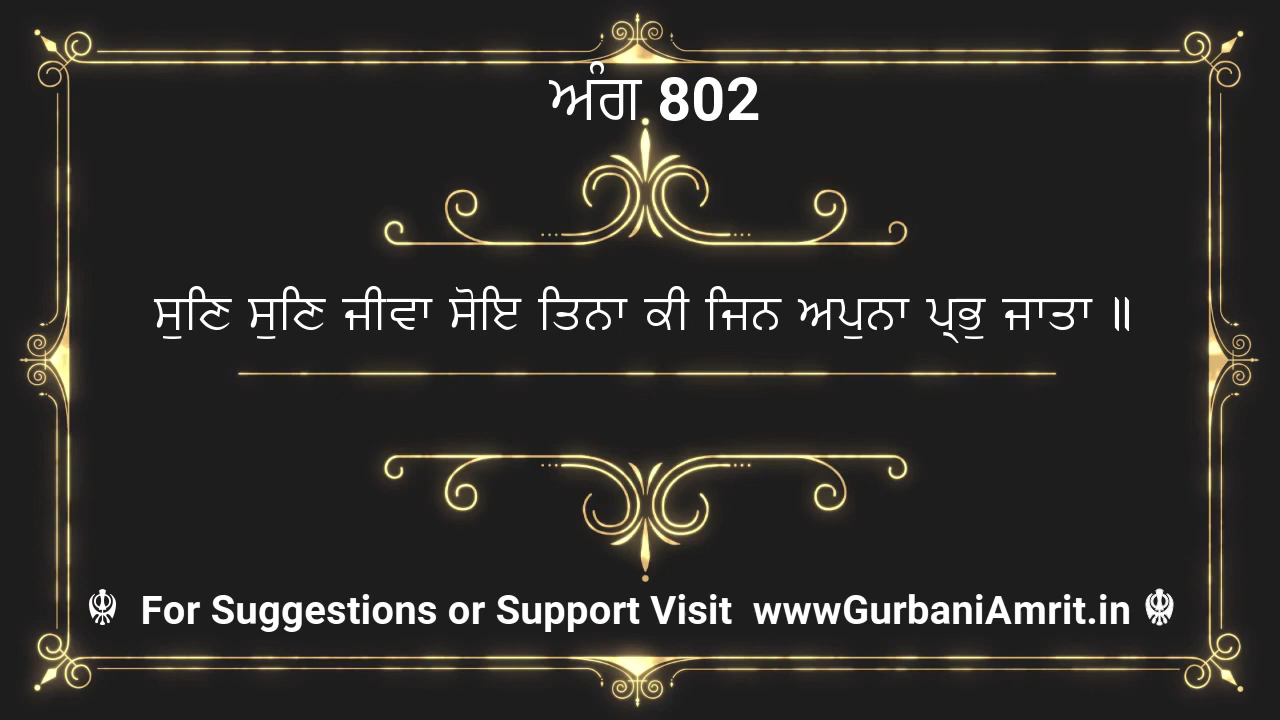 ਅੰਗ 802
ਸੁਣਿ ਸੁਣਿ ਜੀਵਾ ਸੋਇ ਤਿਨਾ ਕੀ ਜਿਨ ਅਪੁਨਾ ਪ੍ਰਭੁ ਜਾਤਾ ॥
☬ For Suggestions or Support Visit wwwGurbaniAmrit.in ☬